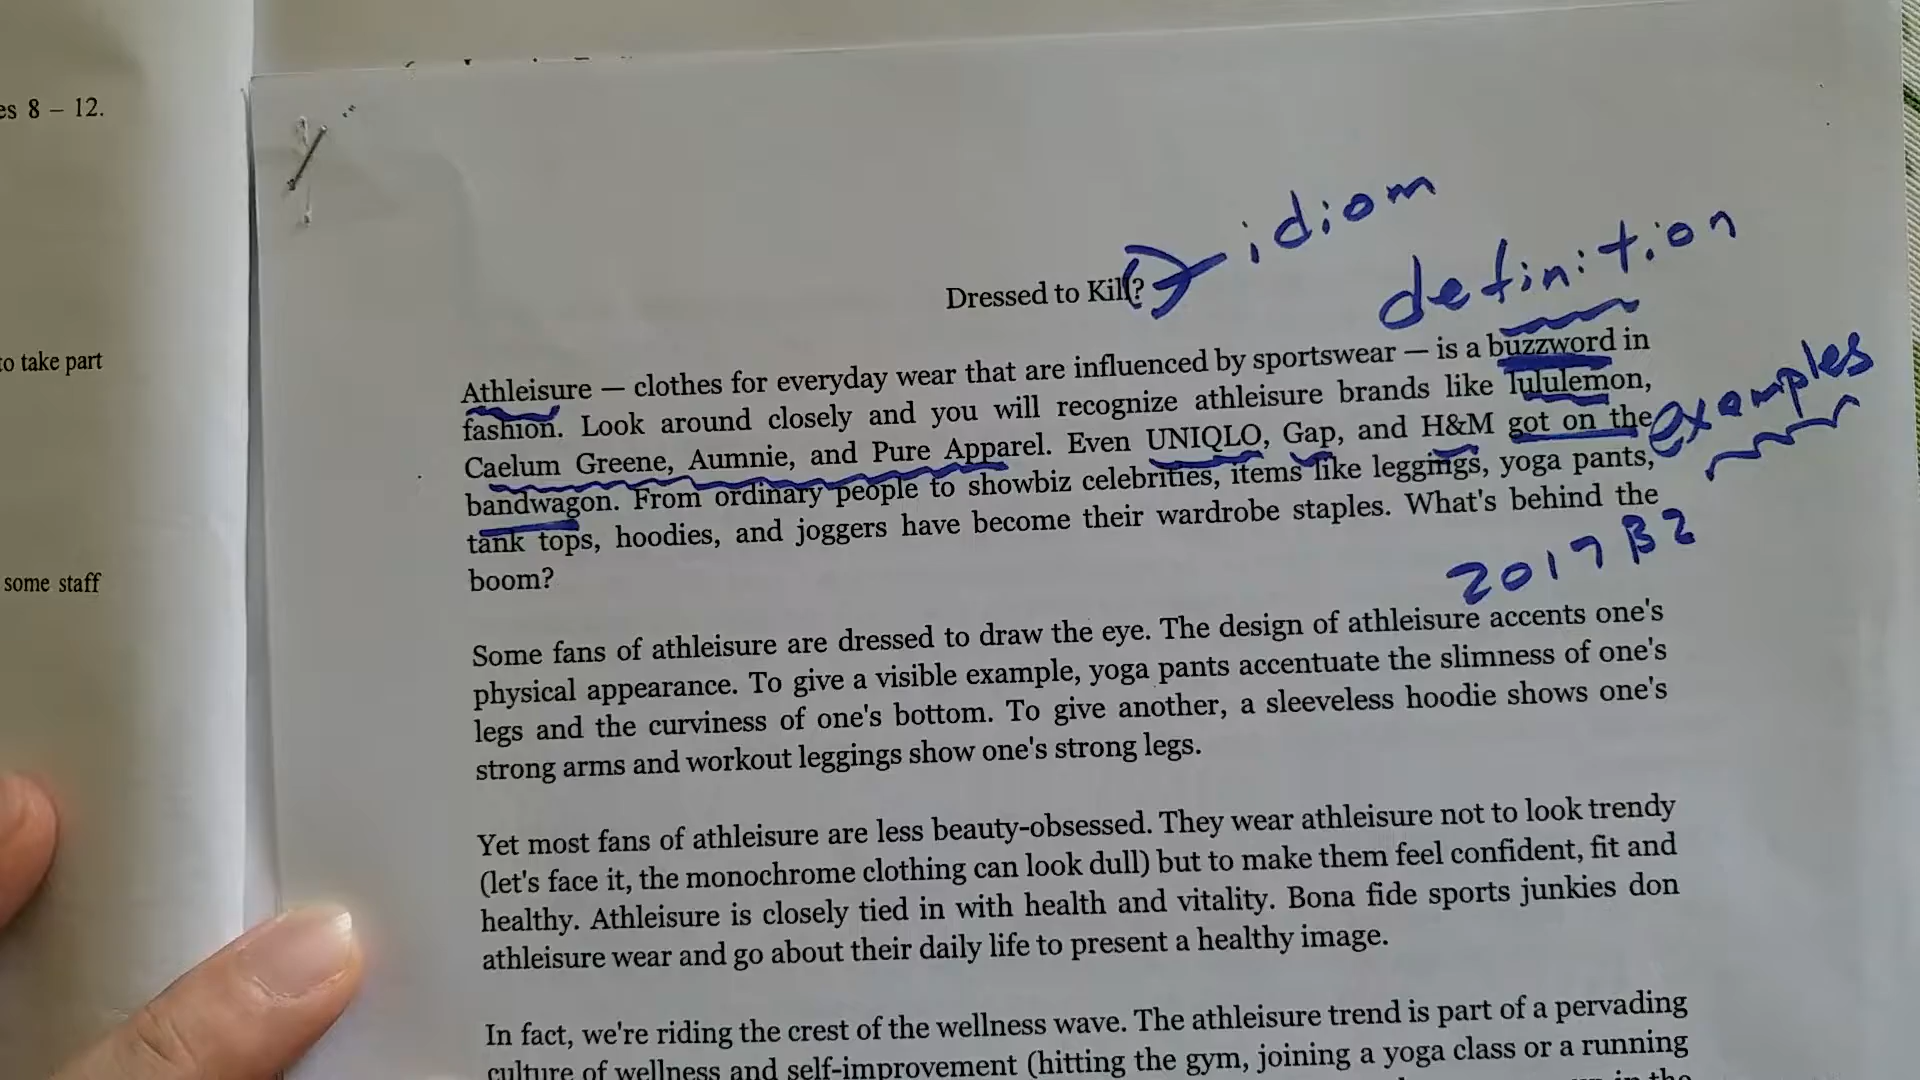 es 8 – 12.
to take part
some staff
idiom
definition
Dressed to Kill?
Athleisure — clothes for everyday wear that are influenced by sportswear — is a buzzword in
fashion. Look around closely and you will recognize athleisure brands like lululemon,
Caelum Greene, Aumnie, and Pure Apparel. Even UNIQLO, Gap, and H&M got on the
examples
bandwagon. From ordinary people to showbiz celebrities, items like leggings, yoga pants,
tank tops, hoodies, and joggers have become their wardrobe staples. What's behind the
boom?
2017 B2
Some fans of athleisure are dressed to draw the eye. The design of athleisure accents one's
physical appearance. To give a visible example, yoga pants accentuate the slimness of one's
legs and the curviness of one's bottom. To give another, a sleeveless hoodie shows one's
strong arms and workout leggings show one's strong legs.
Yet most fans of athleisure are less beauty-obsessed. They wear athleisure not to look trendy
(let's face it, the monochrome clothing can look dull) but to make them feel confident, fit and
healthy. Athleisure is closely tied in with health and vitality. Bona fide sports junkies don
athleisure wear and go about their daily life to present a healthy image.
In fact, we're riding the crest of the wellness wave. The athleisure trend is part of a pervading
culture of wellness and self-improvement (hitting the gym, joining a yoga class or a running
in the